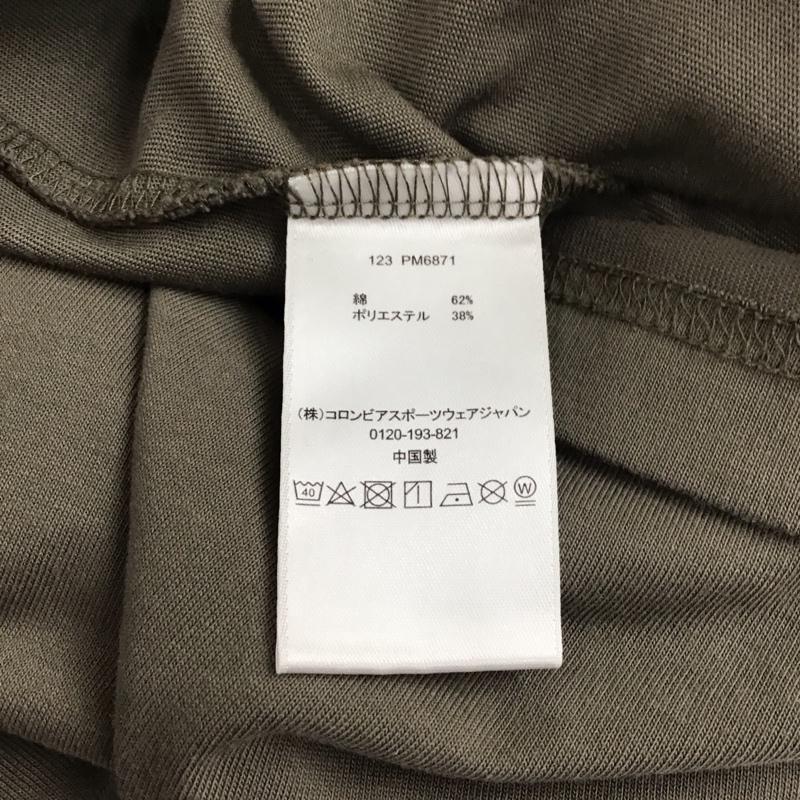 123 PM6871
綿 62%
ポリエステル 38%
(株)コロンビアスポーツウェアジャパン
0120-193-821
中国製
40 W